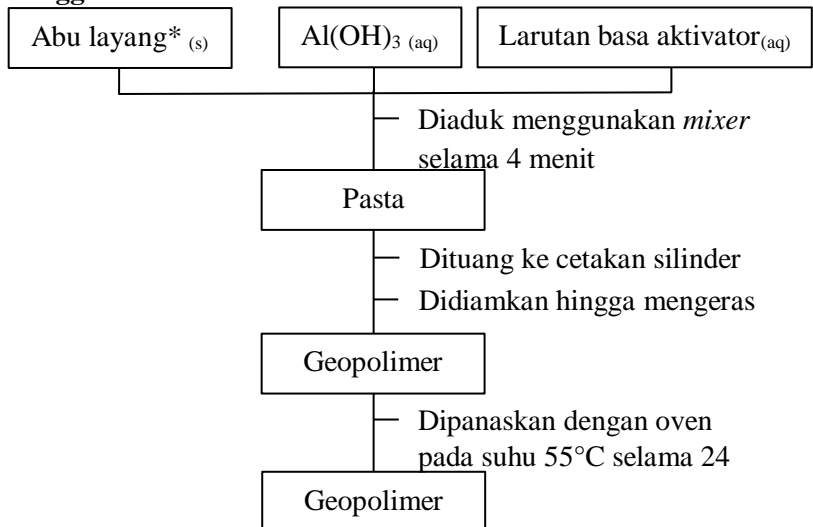 Abu layang* (s)
Al(OH)3 (aq)
Larutan basa aktivator(aq)
Diaduk menggunakan mixer
selama 4 menit
Pasta
Dituang ke cetakan silinder
Didiamkan hingga mengeras
Geopolimer
Dipanaskan dengan oven
pada suhu 55°C selama 24
Geopolimer